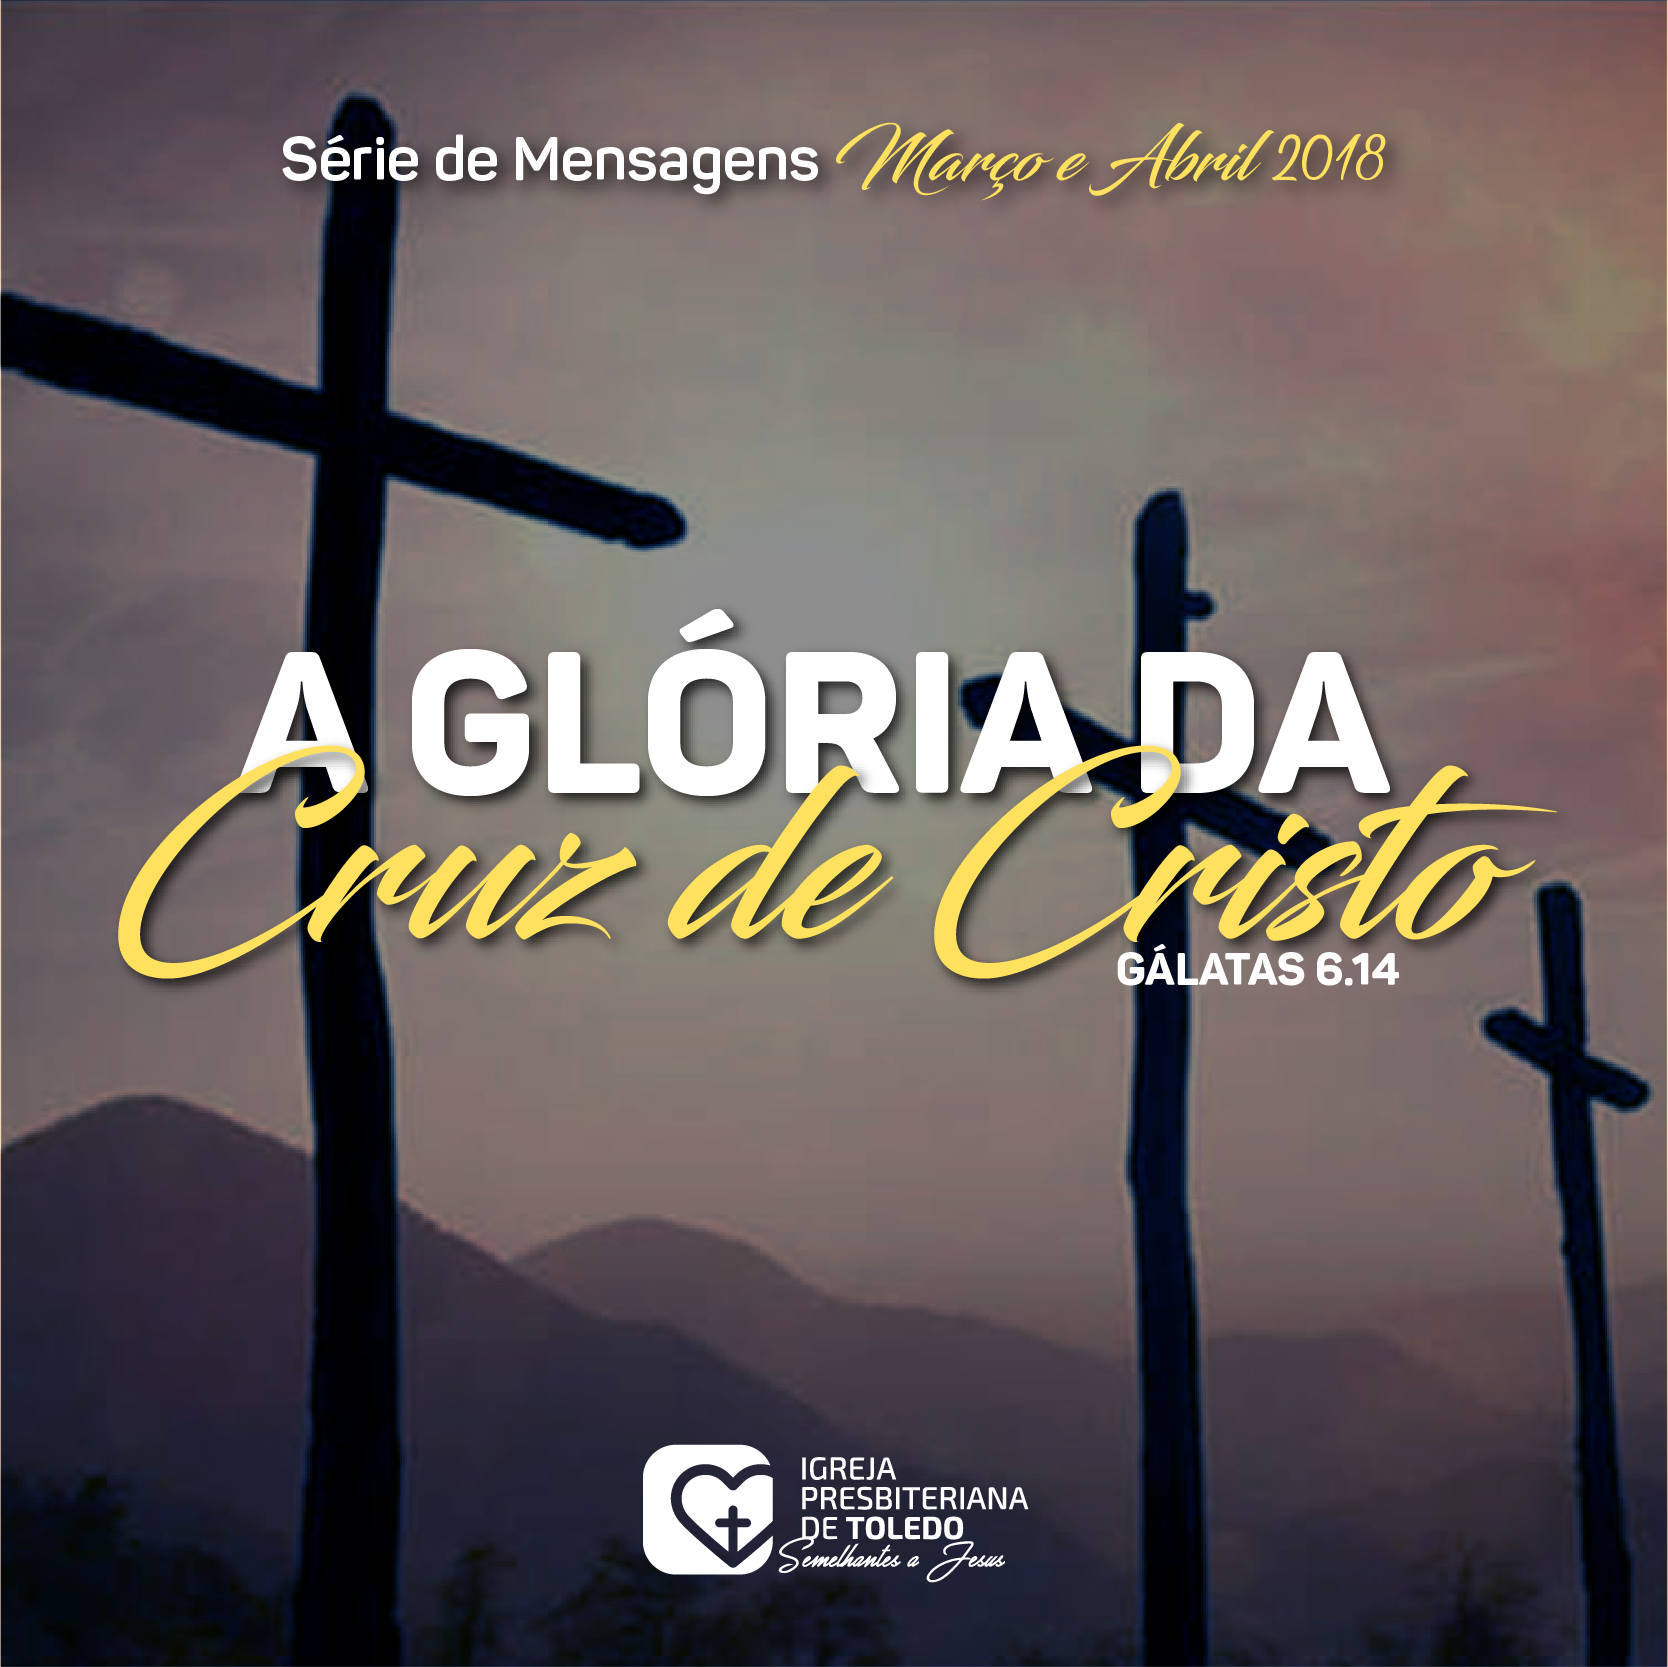 Série de Mensagens Março e Abril 2018
A GLÓRIA DA
Cruz de Cristo
GÁLATAS 6.14
IGREJA
PRESBITERIANA
DE TOLEDO
Semelhantes a Jesus